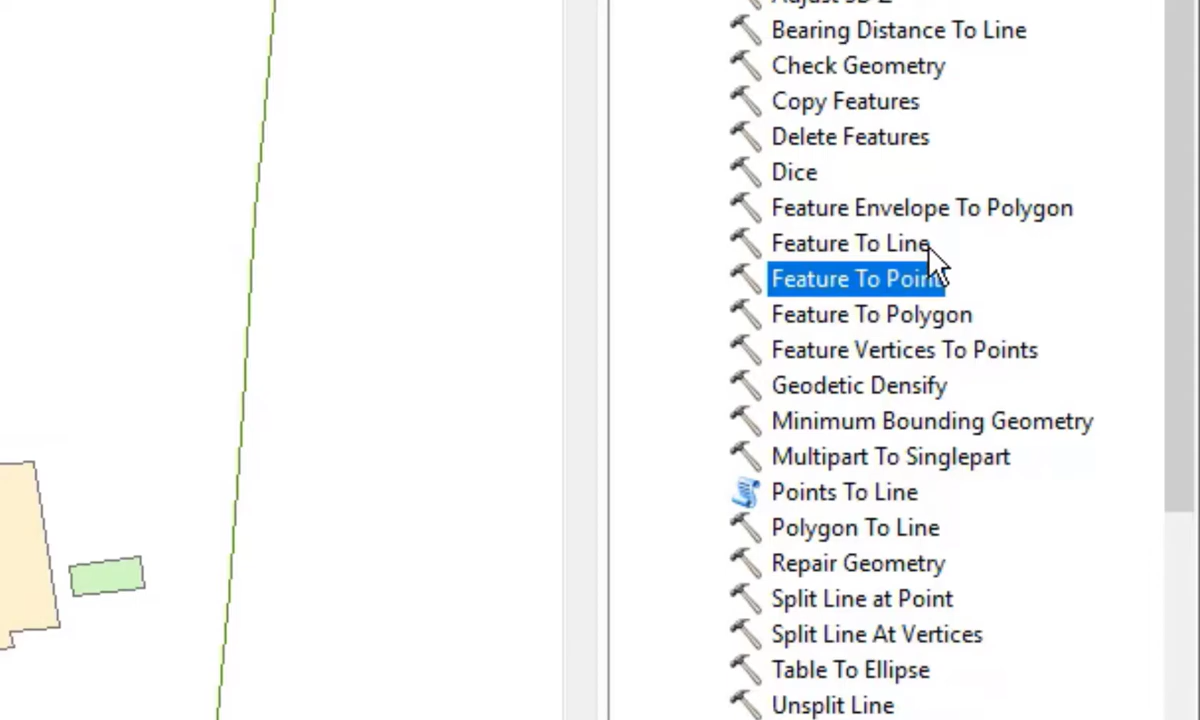 Adjust 3D Z
Bearing Distance To Line
Check Geometry
Copy Features
Delete Features
Dice
Feature Envelope To Polygon
Feature To Line
Feature To Point
Feature To Polygon
Feature Vertices To Points
Geodetic Densify
Minimum Bounding Geometry
Multipart To Singlepart
Points To Line
Polygon To Line
Repair Geometry
Split Line at Point
Split Line At Vertices
Table To Ellipse
Unsplit Line